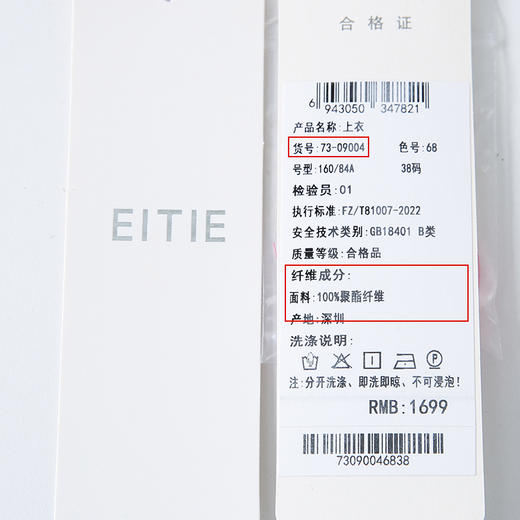 EITIE
合格证
6 943050 347821
产品名称:上衣
货号:73-09004 色号:68
号型:160/84A 38码
检验员:01
执行标准:FZ/T81007-2022
安全技术类别:GB18401 B类
质量等级:合格品
纤维成分:
面料:100%聚酯纤维
产地:深圳
洗涤说明:
注:分开洗涤、即洗即晾、不可浸泡!
RMB:1699
73090046838